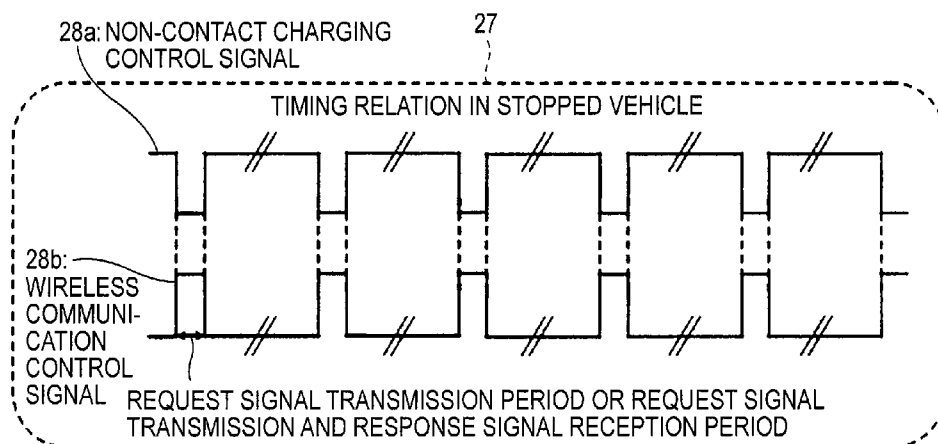 27
28a: NON-CONTACT CHARGING
CONTROL SIGNAL
TIMING RELATION IN STOPPED VEHICLE
28b:
WIRELESS
COMMUNI-
CATION
CONTROL
SIGNAL
REQUEST SIGNAL TRANSMISSION PERIOD OR REQUEST SIGNAL
TRANSMISSION AND RESPONSE SIGNAL RECEPTION PERIOD